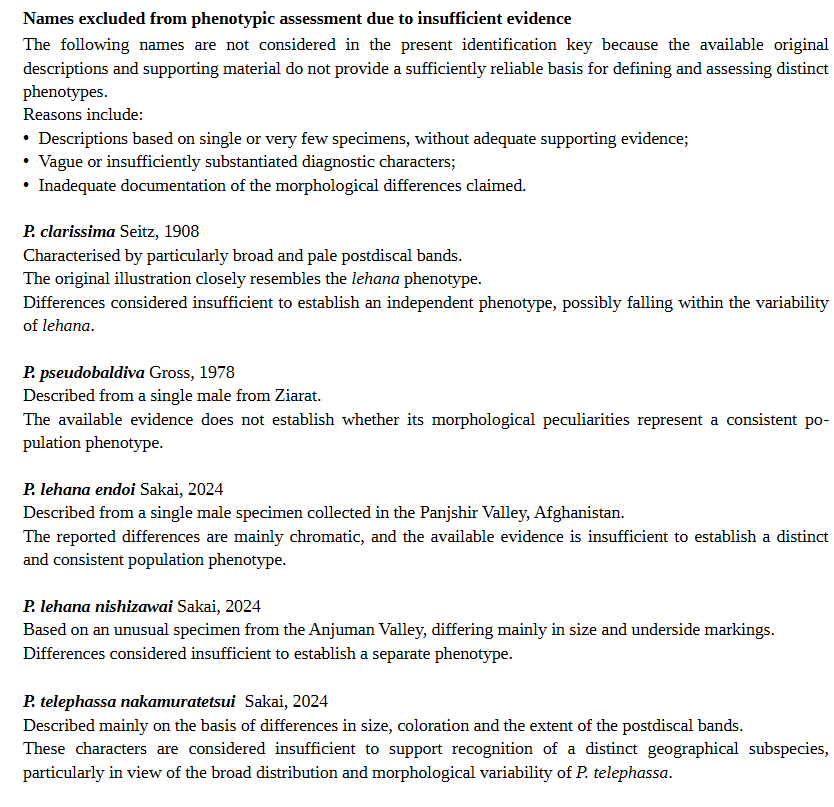 Names excluded from phenotypic assessment due to insufficient evidence
The following names are not considered in the present identification key because the available original
descriptions and supporting material do not provide a sufficiently reliable basis for defining and assessing distinct
phenotypes.
Reasons include:
• Descriptions based on single or very few specimens, without adequate supporting evidence;
• Vague or insufficiently substantiated diagnostic characters;
• Inadequate documentation of the morphological differences claimed.
P. clarissima Seitz, 1908
Characterised by particularly broad and pale postdiscal bands.
The original illustration closely resembles the lehana phenotype.
Differences considered insufficient to establish an independent phenotype, possibly falling within the variability
of lehana.
P. pseudobaldiva Gross, 1978
Described from a single male from Ziarat.
The available evidence does not establish whether its morphological peculiarities represent a consistent po-
pulation phenotype.
P. lehana endoi Sakai, 2024
Described from a single male specimen collected in the Panjshir Valley, Afghanistan.
The reported differences are mainly chromatic, and the available evidence is insufficient to establish a distinct
and consistent population phenotype.
P. lehana nishizawai Sakai, 2024
Based on an unusual specimen from the Anjuman Valley, differing mainly in size and underside markings.
Differences considered insufficient to establish a separate phenotype.
P. telephassa nakamuratetsui Sakai, 2024
Described mainly on the basis of differences in size, coloration and the extent of the postdiscal bands.
These characters are considered insufficient to support recognition of a distinct geographical subspecies,
particularly in view of the broad distribution and morphological variability of P. telephassa.